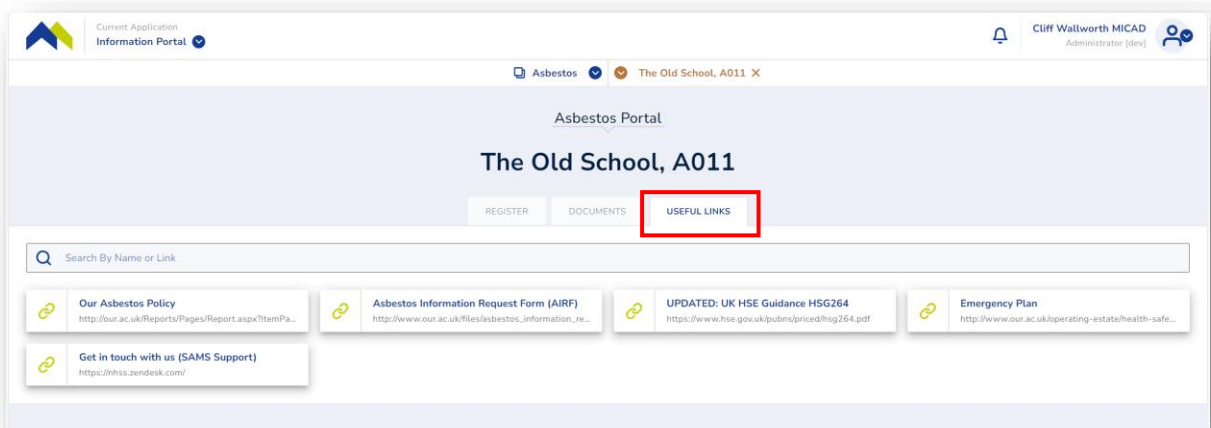 Current Application
Information Portal
Cliff Wallworth MICAD
Administrator [dev]
Asbestos
The Old School, A011
Asbestos Portal
The Old School, A011
REGISTER
DOCUMENTS
USEFUL LINKS
Search By Name or Link
Our Asbestos Policy
http://our.ac.uk/Reports/Pages/Report.aspx?ItemPa...
Asbestos Information Request Form (AIRF)
http://www.our.ac.uk/files/asbestos_information_re...
UPDATED: UK HSE Guidance HSG264
https://www.hse.gov.uk/pubns/priced/hsg264.pdf
Emergency Plan
http://www.our.ac.uk/operating-estate/health-safe...
Get in touch with us (SAMS Support)
https://nhss.zendesk.com/